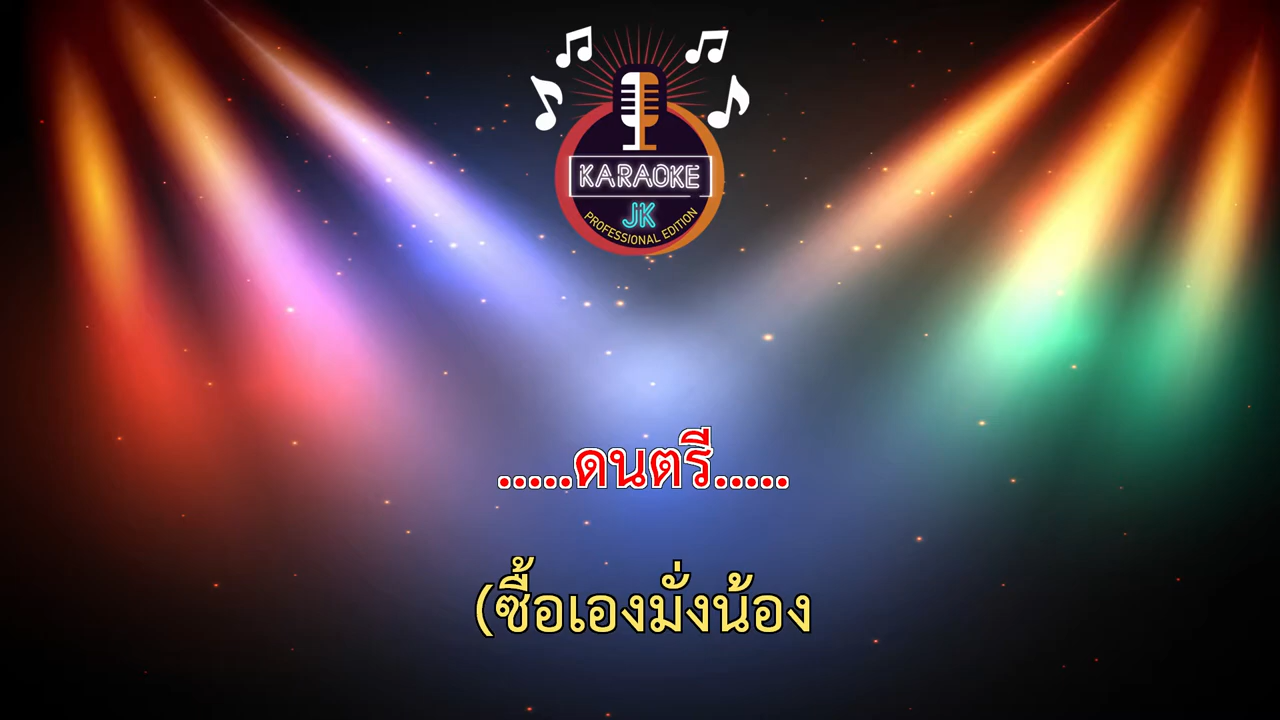 KARAOKE
JK
PROFESSIONAL EDITION
.....ดนตรี.....
(ซื้อเองมั่งน้อง